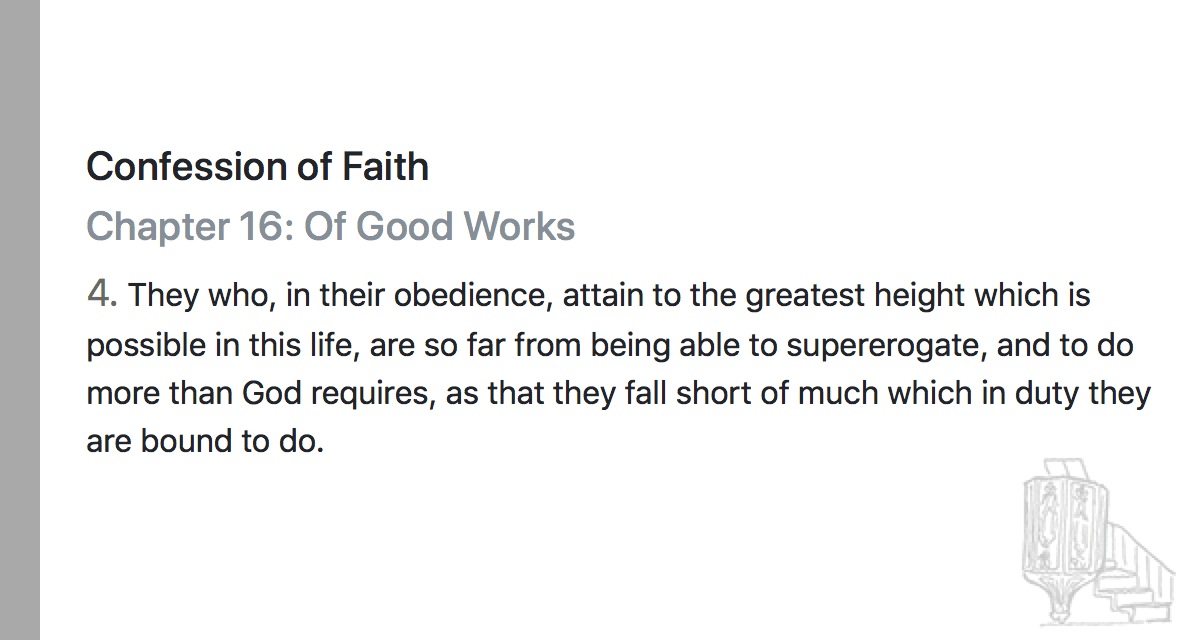 Confession of Faith
Chapter 16: Of Good Works
4. They who, in their obedience, attain to the greatest height which is
possible in this life, are so far from being able to supererogate, and to do
more than God requires, as that they fall short of much which in duty they
are bound to do.